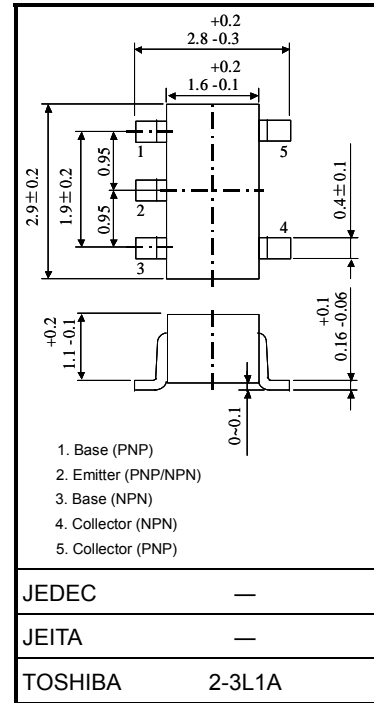 +0.2
2.8 -0.3
+0.2
1.6 -0.1
1
2
3
5
4
2.9±0.2
1.9±0.2
0.95
0.95
0.4±0.1
+0.1
0.16 -0.06
+0.2
1.1 -0.1
0~0.1
1. Base (PNP)
2. Emitter (PNP/NPN)
3. Base (NPN)
4. Collector (NPN)
5. Collector (PNP)
JEDEC —
JEITA —
TOSHIBA 2-3L1A